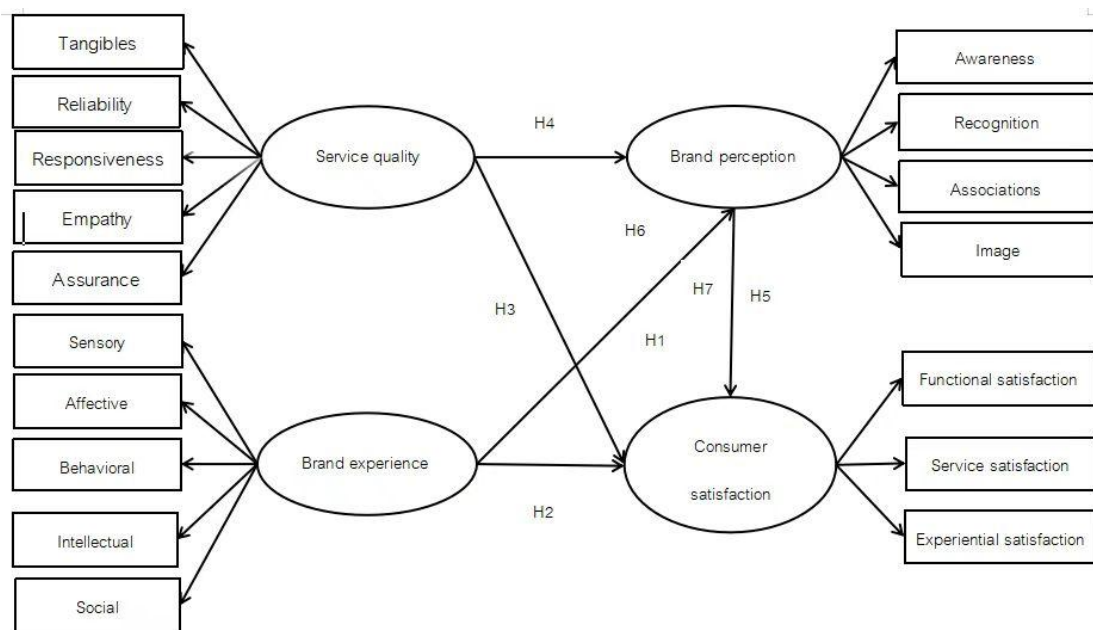 Tangibles
Reliability
Responsiveness
Empathy
Assurance
Sensory
Affective
Behavioral
Intellectual
Social
Service quality
Brand experience
H4
H6
H3
H7
H5
H1
H2
Brand perception
Consumer
satisfaction
Awareness
Recognition
Associations
Image
Functional satisfaction
Service satisfaction
Experiential satisfaction